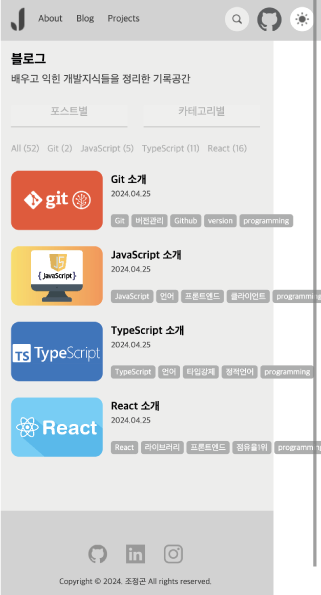 About Blog Projects
블로그
배우고 익힌 개발지식들을 정리한 기록공간
포스트별 카테고리별
All (52) Git (2) JavaScript (5) TypeScript (11) React (16)
git
Git 소개
2024.04.25
Git 버전관리 Github version programming
JS
{ JavaScript }
JavaScript 소개
2024.04.25
JavaScript 언어 프론트엔드 클라이언트 programming
TS TypeScript
TypeScript 소개
2024.04.25
TypeScript 언어 타입강제 정적언어 programming
React
React 소개
2024.04.25
React 라이브러리 프론트엔드 점유율1위 programming
in
Copyright © 2024. 조정곤 All rights reserved.